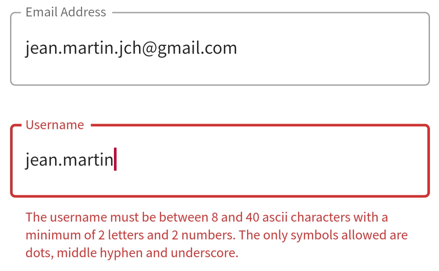 Email Address
jean.martin.jch@gmail.com
Username
jean.martin
The username must be between 8 and 40 ascii characters with a
minimum of 2 letters and 2 numbers. The only symbols allowed are
dots, middle hyphen and underscore.